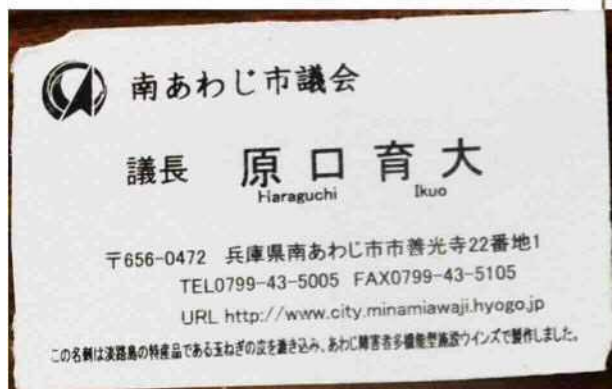 南あわじ市議会
議長 原口育大
Haraguchi Ikuo
〒656-0472 兵庫県南あわじ市市善光寺22番地1
TEL0799-43-5005 FAX0799-43-5105
URL http://www.city.minamiawaji.hyogo.jp
この名刺は淡路島の特産品である玉ねぎの皮を漉き込み、あわじ障害者多機能型施設ウインズで製作しました。